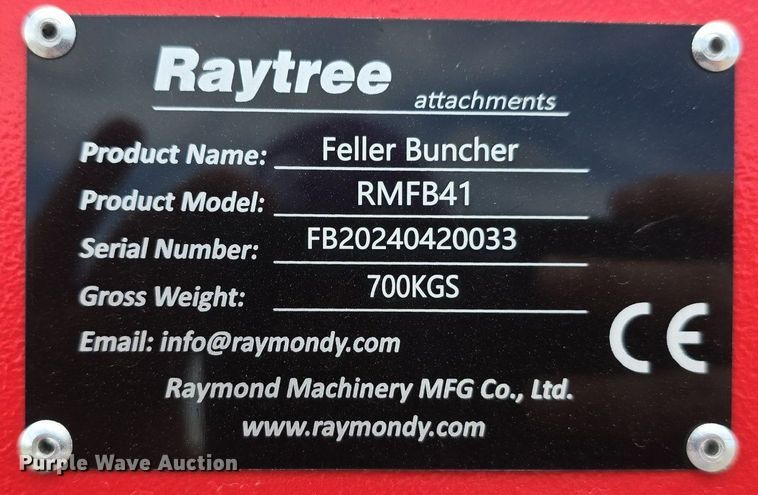 Raytree
attachments
Product Name: Feller Buncher
Product Model: RMFB41
Serial Number: FB20240420033
Gross Weight: 700KGS
Email: info@raymondy.com
CE
Raymond Machinery MFG Co., Ltd.
www.raymondy.com
Purple Wave Auction